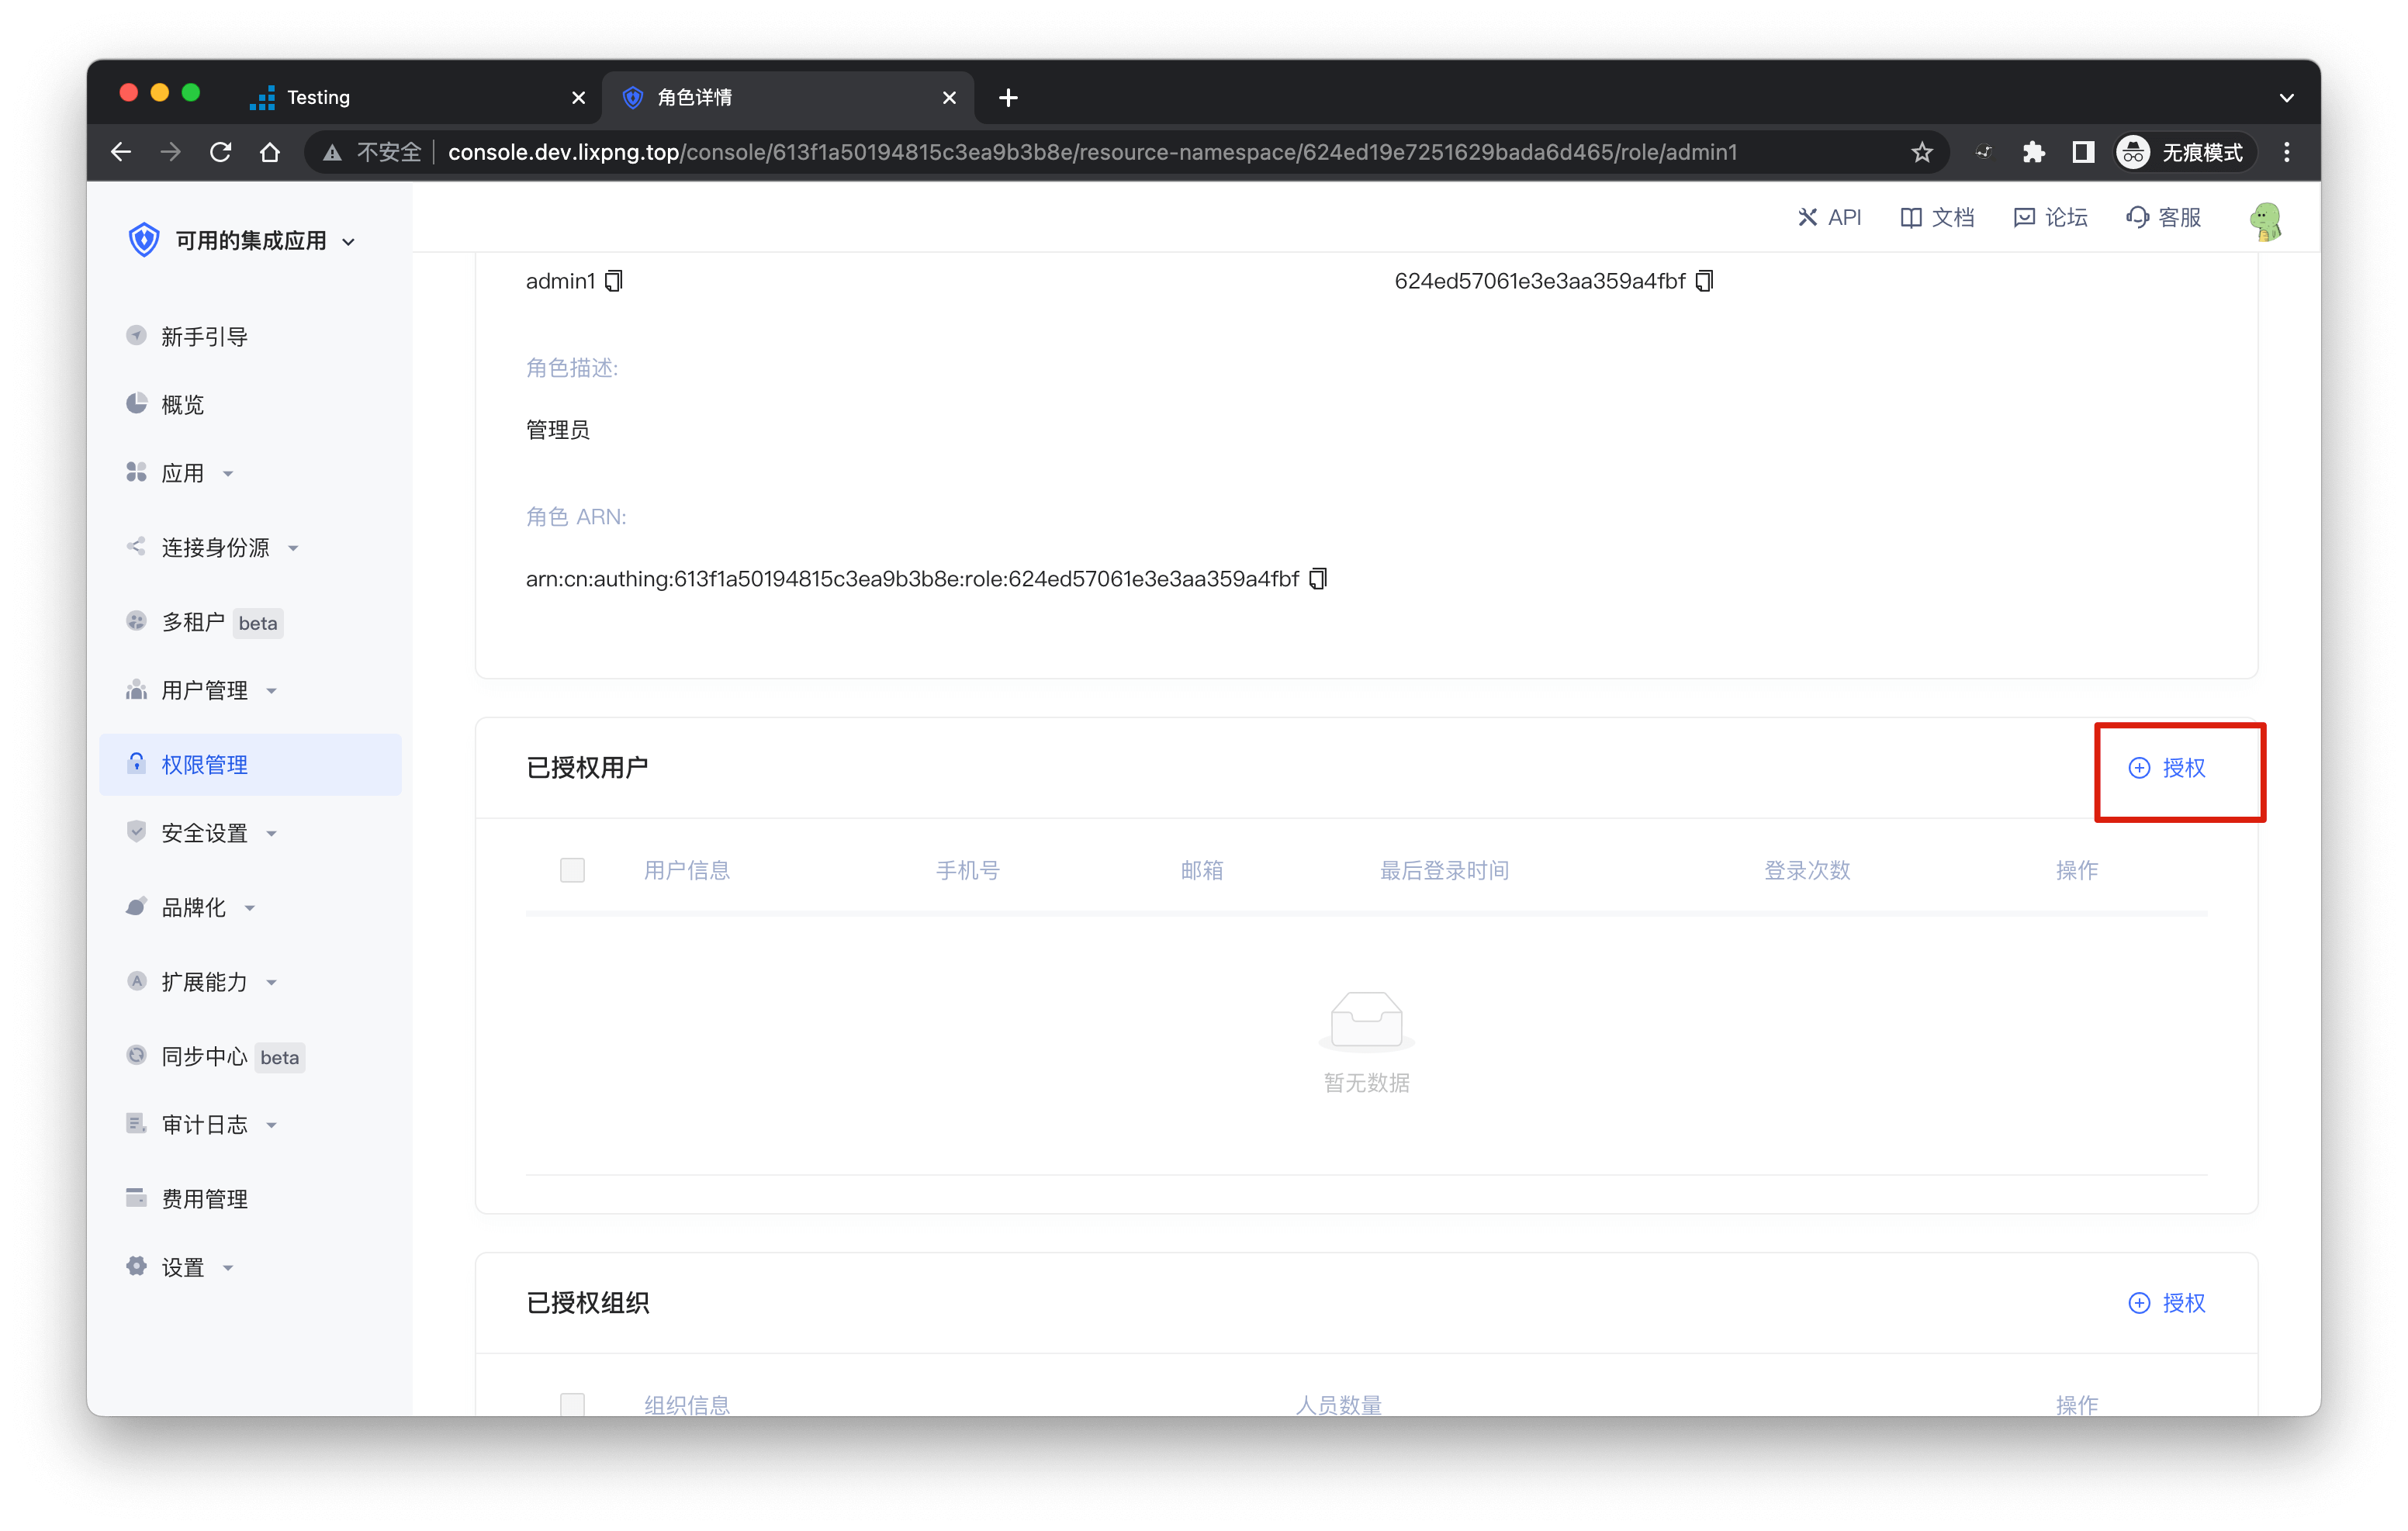 Testing
角色详情
不安全
console.dev.lixpng.top/console/613f1a50194815c3ea9b3b8e/resource-namespace/624ed19e7251629bada6d465/role/admin1
无痕模式
可用的集成应用
API
文档
论坛
客服
新手引导
概览
应用
连接身份源
多租户 beta
用户管理
权限管理
安全设置
品牌化
扩展能力
同步中心 beta
审计日志
费用管理
设置
admin1
624ed57061e3e3aa359a4fbf
角色描述:
管理员
角色 ARN:
arn:cn:authing:613f1a50194815c3ea9b3b8e:role:624ed57061e3e3aa359a4fbf
已授权用户
授权
用户信息 手机号 邮箱 最后登录时间 登录次数 操作
暂无数据
已授权组织
授权
组织信息 人员数量 操作